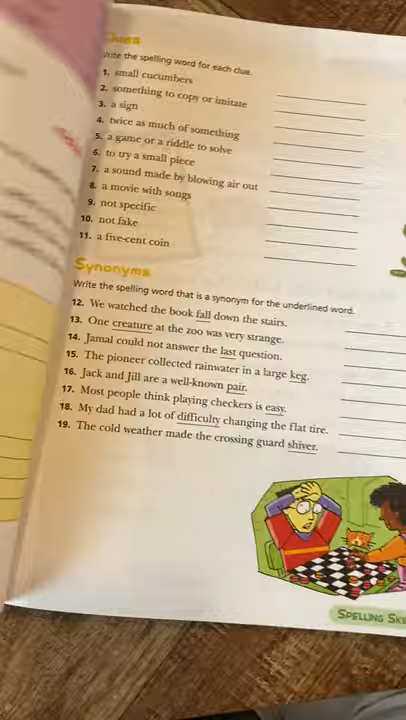 Clues
Write the spelling word for each clue.
1. small cucumbers
2. something to copy or imitate
3. a sign
4. twice as much of something
5. a game or a riddle to solve
6. to try a small piece
7. a sound made by blowing air out
8. a movie with songs
9. not specific
10. not fake
11. a five-cent coin
Synonyms
Write the spelling word that is a synonym for the underlined word.
12. We watched the book fall down the stairs.
13. One creature at the zoo was very strange.
14. Jamal could not answer the last question.
15. The pioneer collected rainwater in a large keg.
16. Jack and Jill are a well-known pair.
17. Most people think playing checkers is easy.
18. My dad had a lot of difficulty changing the flat tire.
19. The cold weather made the crossing guard shiver.
SPELLING